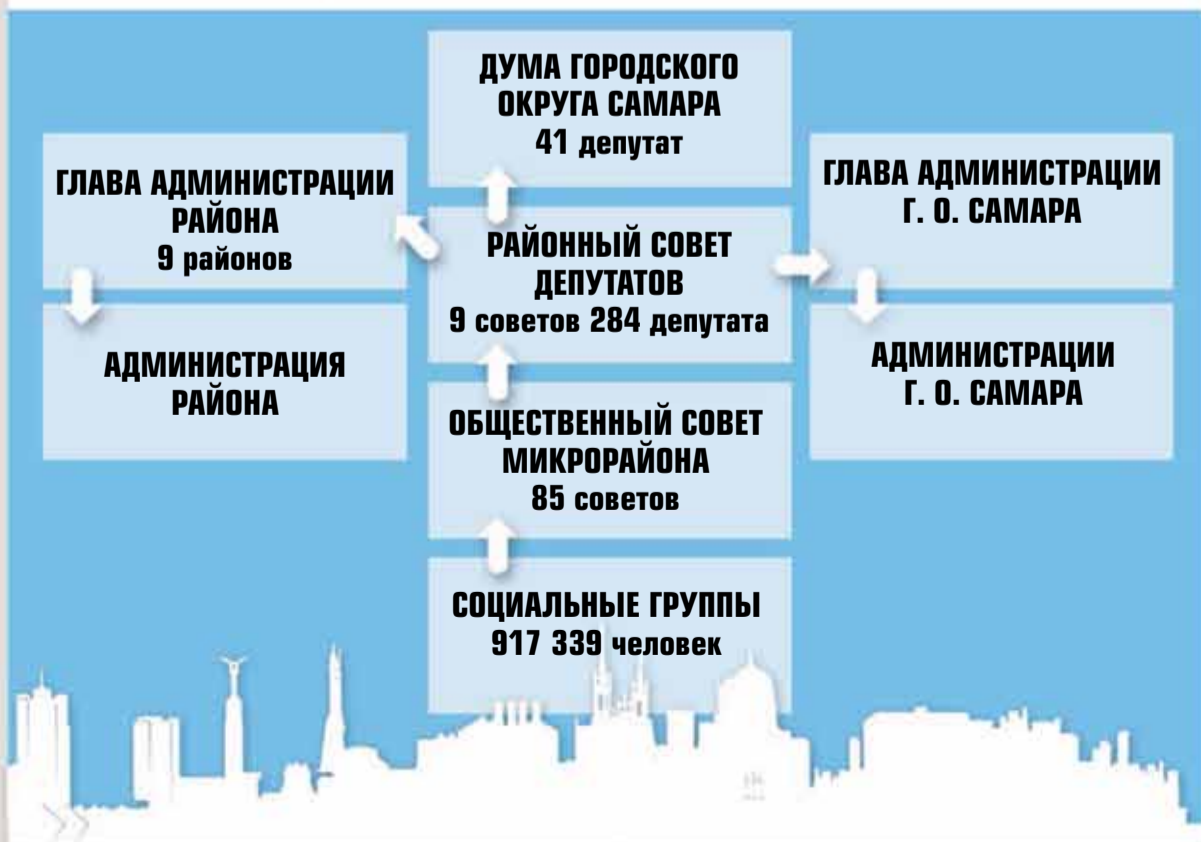 ДУМА ГОРОДСКОГО
ОКРУГА САМАРА
41 депутат
ГЛАВА АДМИНИСТРАЦИИ
РАЙОНА
9 районов
РАЙОННЫЙ СОВЕТ
ДЕПУТАТОВ
9 советов 284 депутата
ГЛАВА АДМИНИСТРАЦИИ
Г. О. САМАРА
АДМИНИСТРАЦИЯ
РАЙОНА
АДМИНИСТРАЦИИ
Г. О. САМАРА
ОБЩЕСТВЕННЫЙ СОВЕТ
МИКРОРАЙОНА
85 советов
СОЦИАЛЬНЫЕ ГРУППЫ
917 339 человек